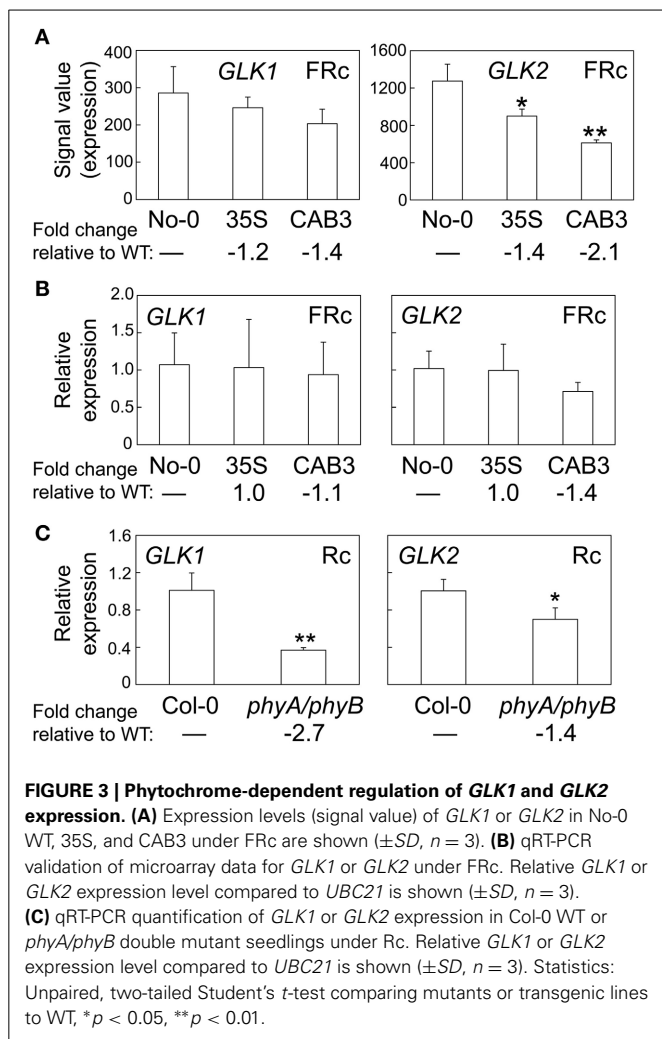 A
Signal value
(expression)
400
300
200
100
0
GLK1 FRc
No-0 35S CAB3
1600
1200
800
400
0
GLK2 FRc
*
**
No-0 35S CAB3
Fold change
relative to WT:
— -1.2 -1.4
— -1.4 -2.1
B
Relative
expression
2.0
1.5
1.0
0.5
0
GLK1 FRc
No-0 35S CAB3
GLK2 FRc
No-0 35S CAB3
Fold change
relative to WT:
— 1.0 -1.1
— 1.0 -1.4
C
Relative
expression
1.6
1.2
0.8
0.4
0
GLK1 Rc
**
Col-0 phyA/phyB
GLK2 Rc
*
Col-0 phyA/phyB
Fold change
relative to WT:
— -2.7
— -1.4
FIGURE 3 | Phytochrome-dependent regulation of GLK1 and GLK2
expression. (A) Expression levels (signal value) of GLK1 or GLK2 in No-0
WT, 35S, and CAB3 under FRc are shown (±SD, n = 3). (B) qRT-PCR
validation of microarray data for GLK1 or GLK2 under FRc. Relative GLK1 or
GLK2 expression level compared to UBC21 is shown (±SD, n = 3).
(C) qRT-PCR quantification of GLK1 or GLK2 expression in Col-0 WT or
phyA/phyB double mutant seedlings under Rc. Relative GLK1 or GLK2
expression level compared to UBC21 is shown (±SD, n = 3). Statistics:
Unpaired, two-tailed Student's t-test comparing mutants or transgenic lines
to WT, *p < 0.05, **p < 0.01.